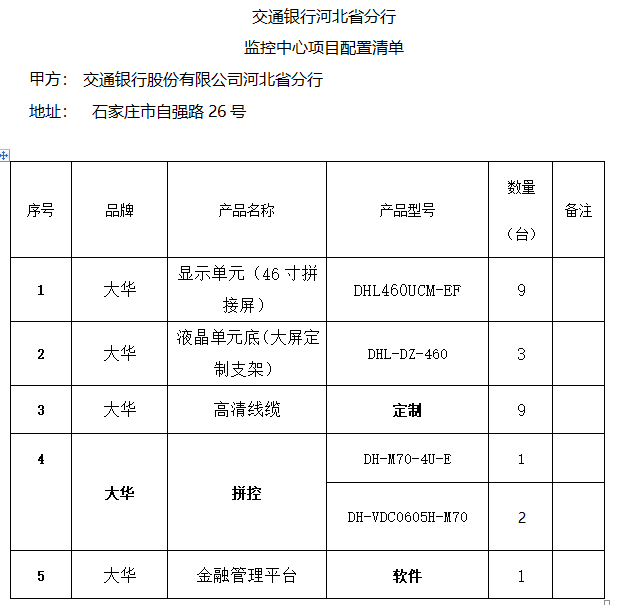 交通银行河北省分行
监控中心项目配置清单
甲方： 交通银行股份有限公司河北省分行
地址： 石家庄市自强路 26 号
序号 品牌 产品名称 产品型号 数量（台） 备注
1 大华 显示单元（46 寸拼接屏） DHL460UCM-EF 9
2 大华 液晶单元底(大屏定制支架） DHL-DZ-460 3
3 大华 高清线缆 定制 9
4 大华 拼控 DH-M70-4U-E 1
DH-VDC0605H-M70 2
5 大华 金融管理平台 软件 1